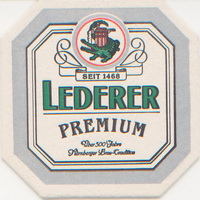 SEIT 1468
LEDERER
PREMIUM
Über 500 Jahre
Nürnberger Brau-Tradition